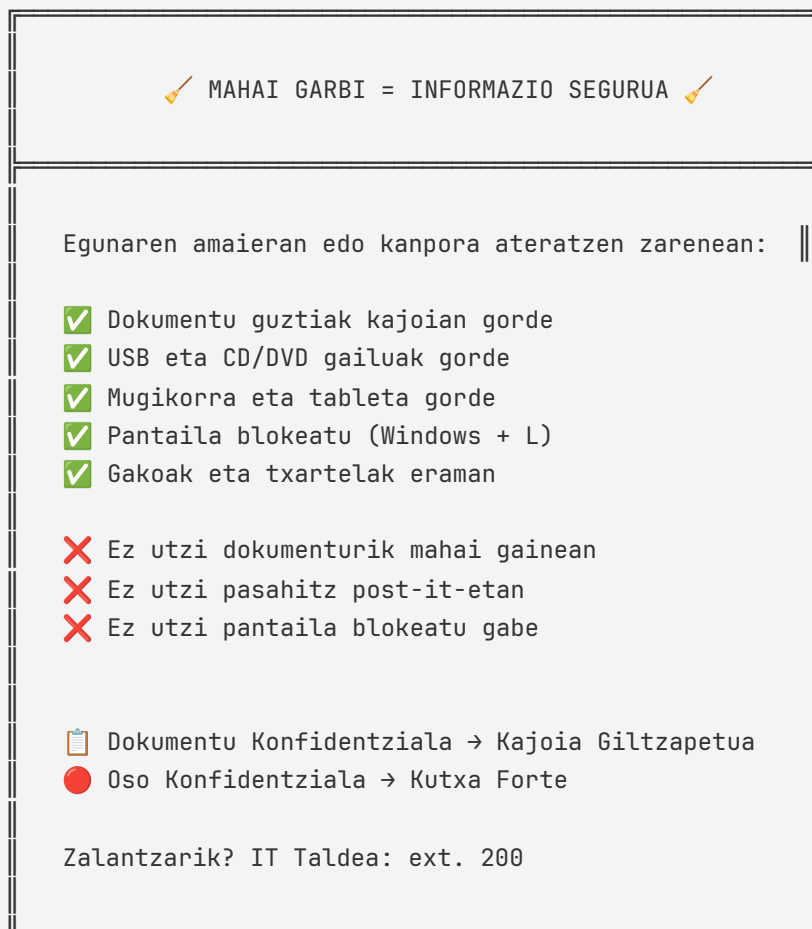 🧹 MAHAI GARBI = INFORMAZIO SEGURUA 🧹
Egunaren amaieran edo kanpora ateratzen zarenean:
✅ Dokumentu guztiak kajoian gorde
✅ USB eta CD/DVD gailuak gorde
✅ Mugikorra eta tableta gorde
✅ Pantaila blokeatu (Windows + L)
✅ Gakoak eta txartelak eraman
❌ Ez utzi dokumenturik mahai gainean
❌ Ez utzi pasahitz post-it-etan
❌ Ez utzi pantaila blokeatu gabe
📋 Dokumentu Konfidentziala → Kajoia Giltzapetua
🔴 Oso Konfidentziala → Kutxa Forte
Zalantzarik? IT Taldea: ext. 200